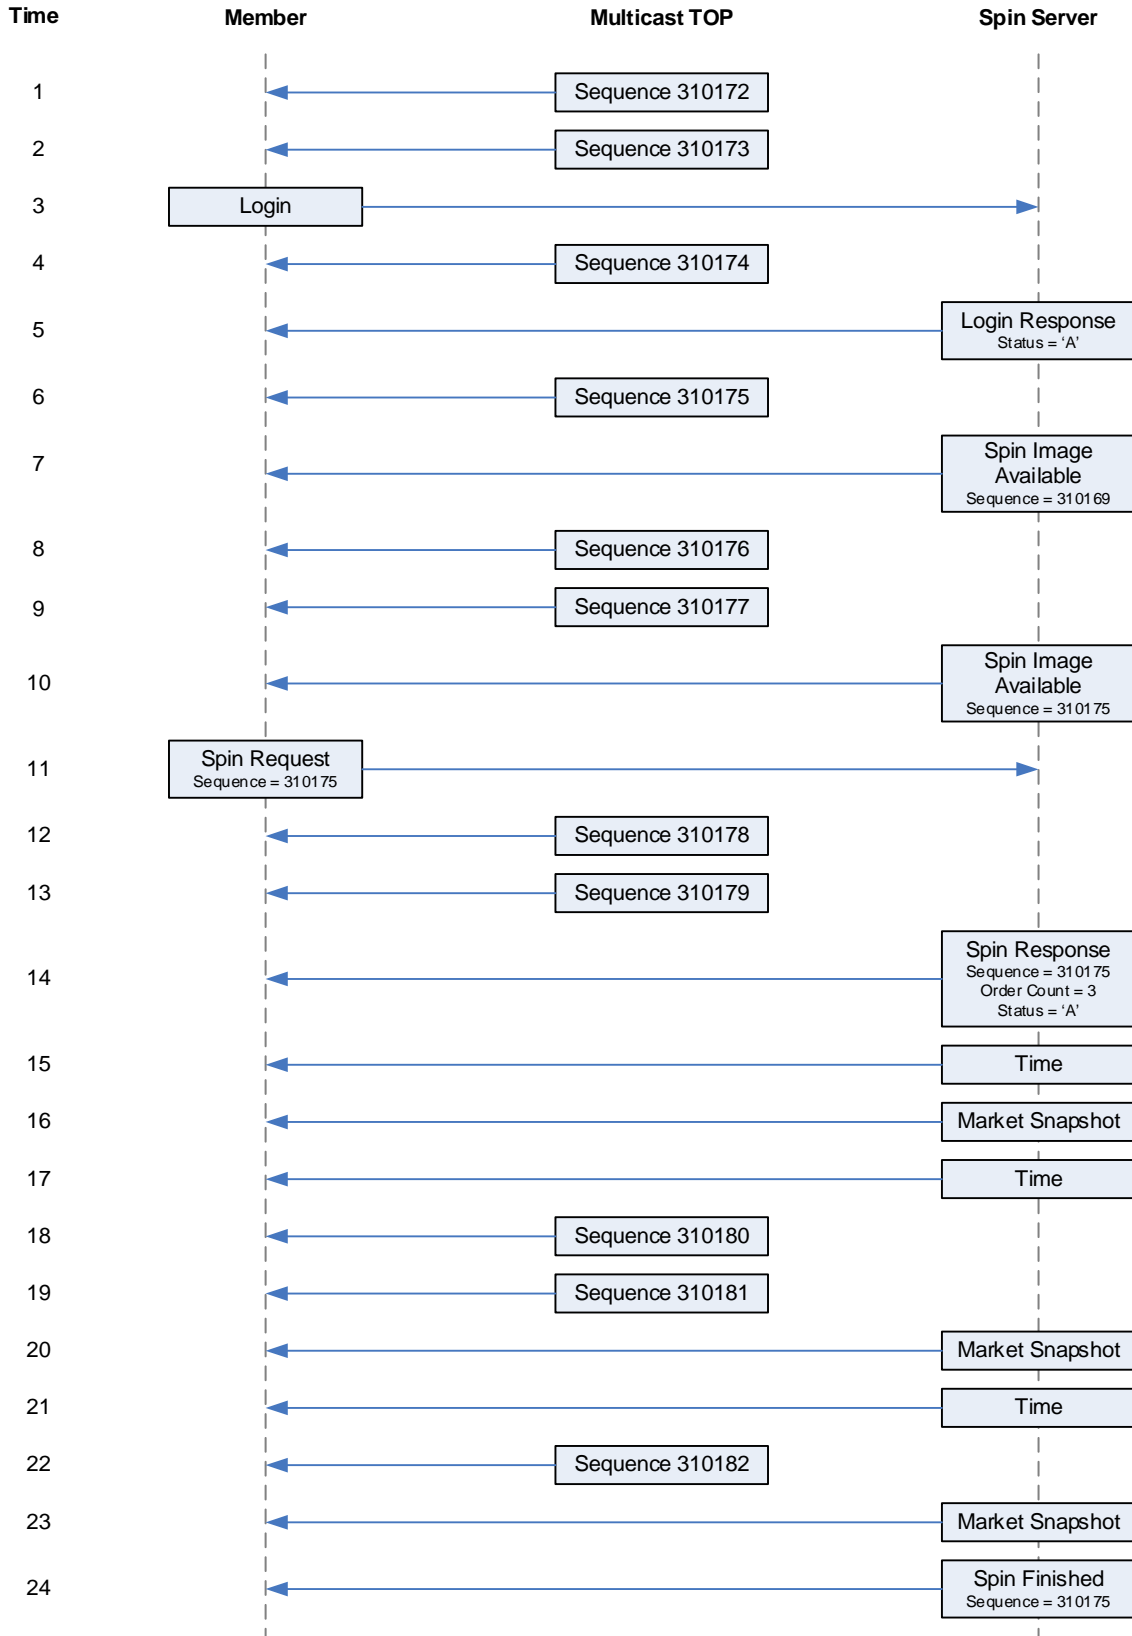 Time Member Multicast TOP Spin Server
1 Sequence 310172
2 Sequence 310173
3 Login
4 Sequence 310174
5 Login Response
Status = ‘A’
6 Sequence 310175
7 Spin Image
Available
Sequence = 310169
8 Sequence 310176
9 Sequence 310177
10 Spin Image
Available
Sequence = 310175
11 Spin Request
Sequence = 310175
12 Sequence 310178
13 Sequence 310179
14 Spin Response
Sequence = 310175
Order Count = 3
Status = ‘A’
15 Time
16 Market Snapshot
17 Time
18 Sequence 310180
19 Sequence 310181
20 Market Snapshot
21 Time
22 Sequence 310182
23 Market Snapshot
24 Spin Finished
Sequence = 310175